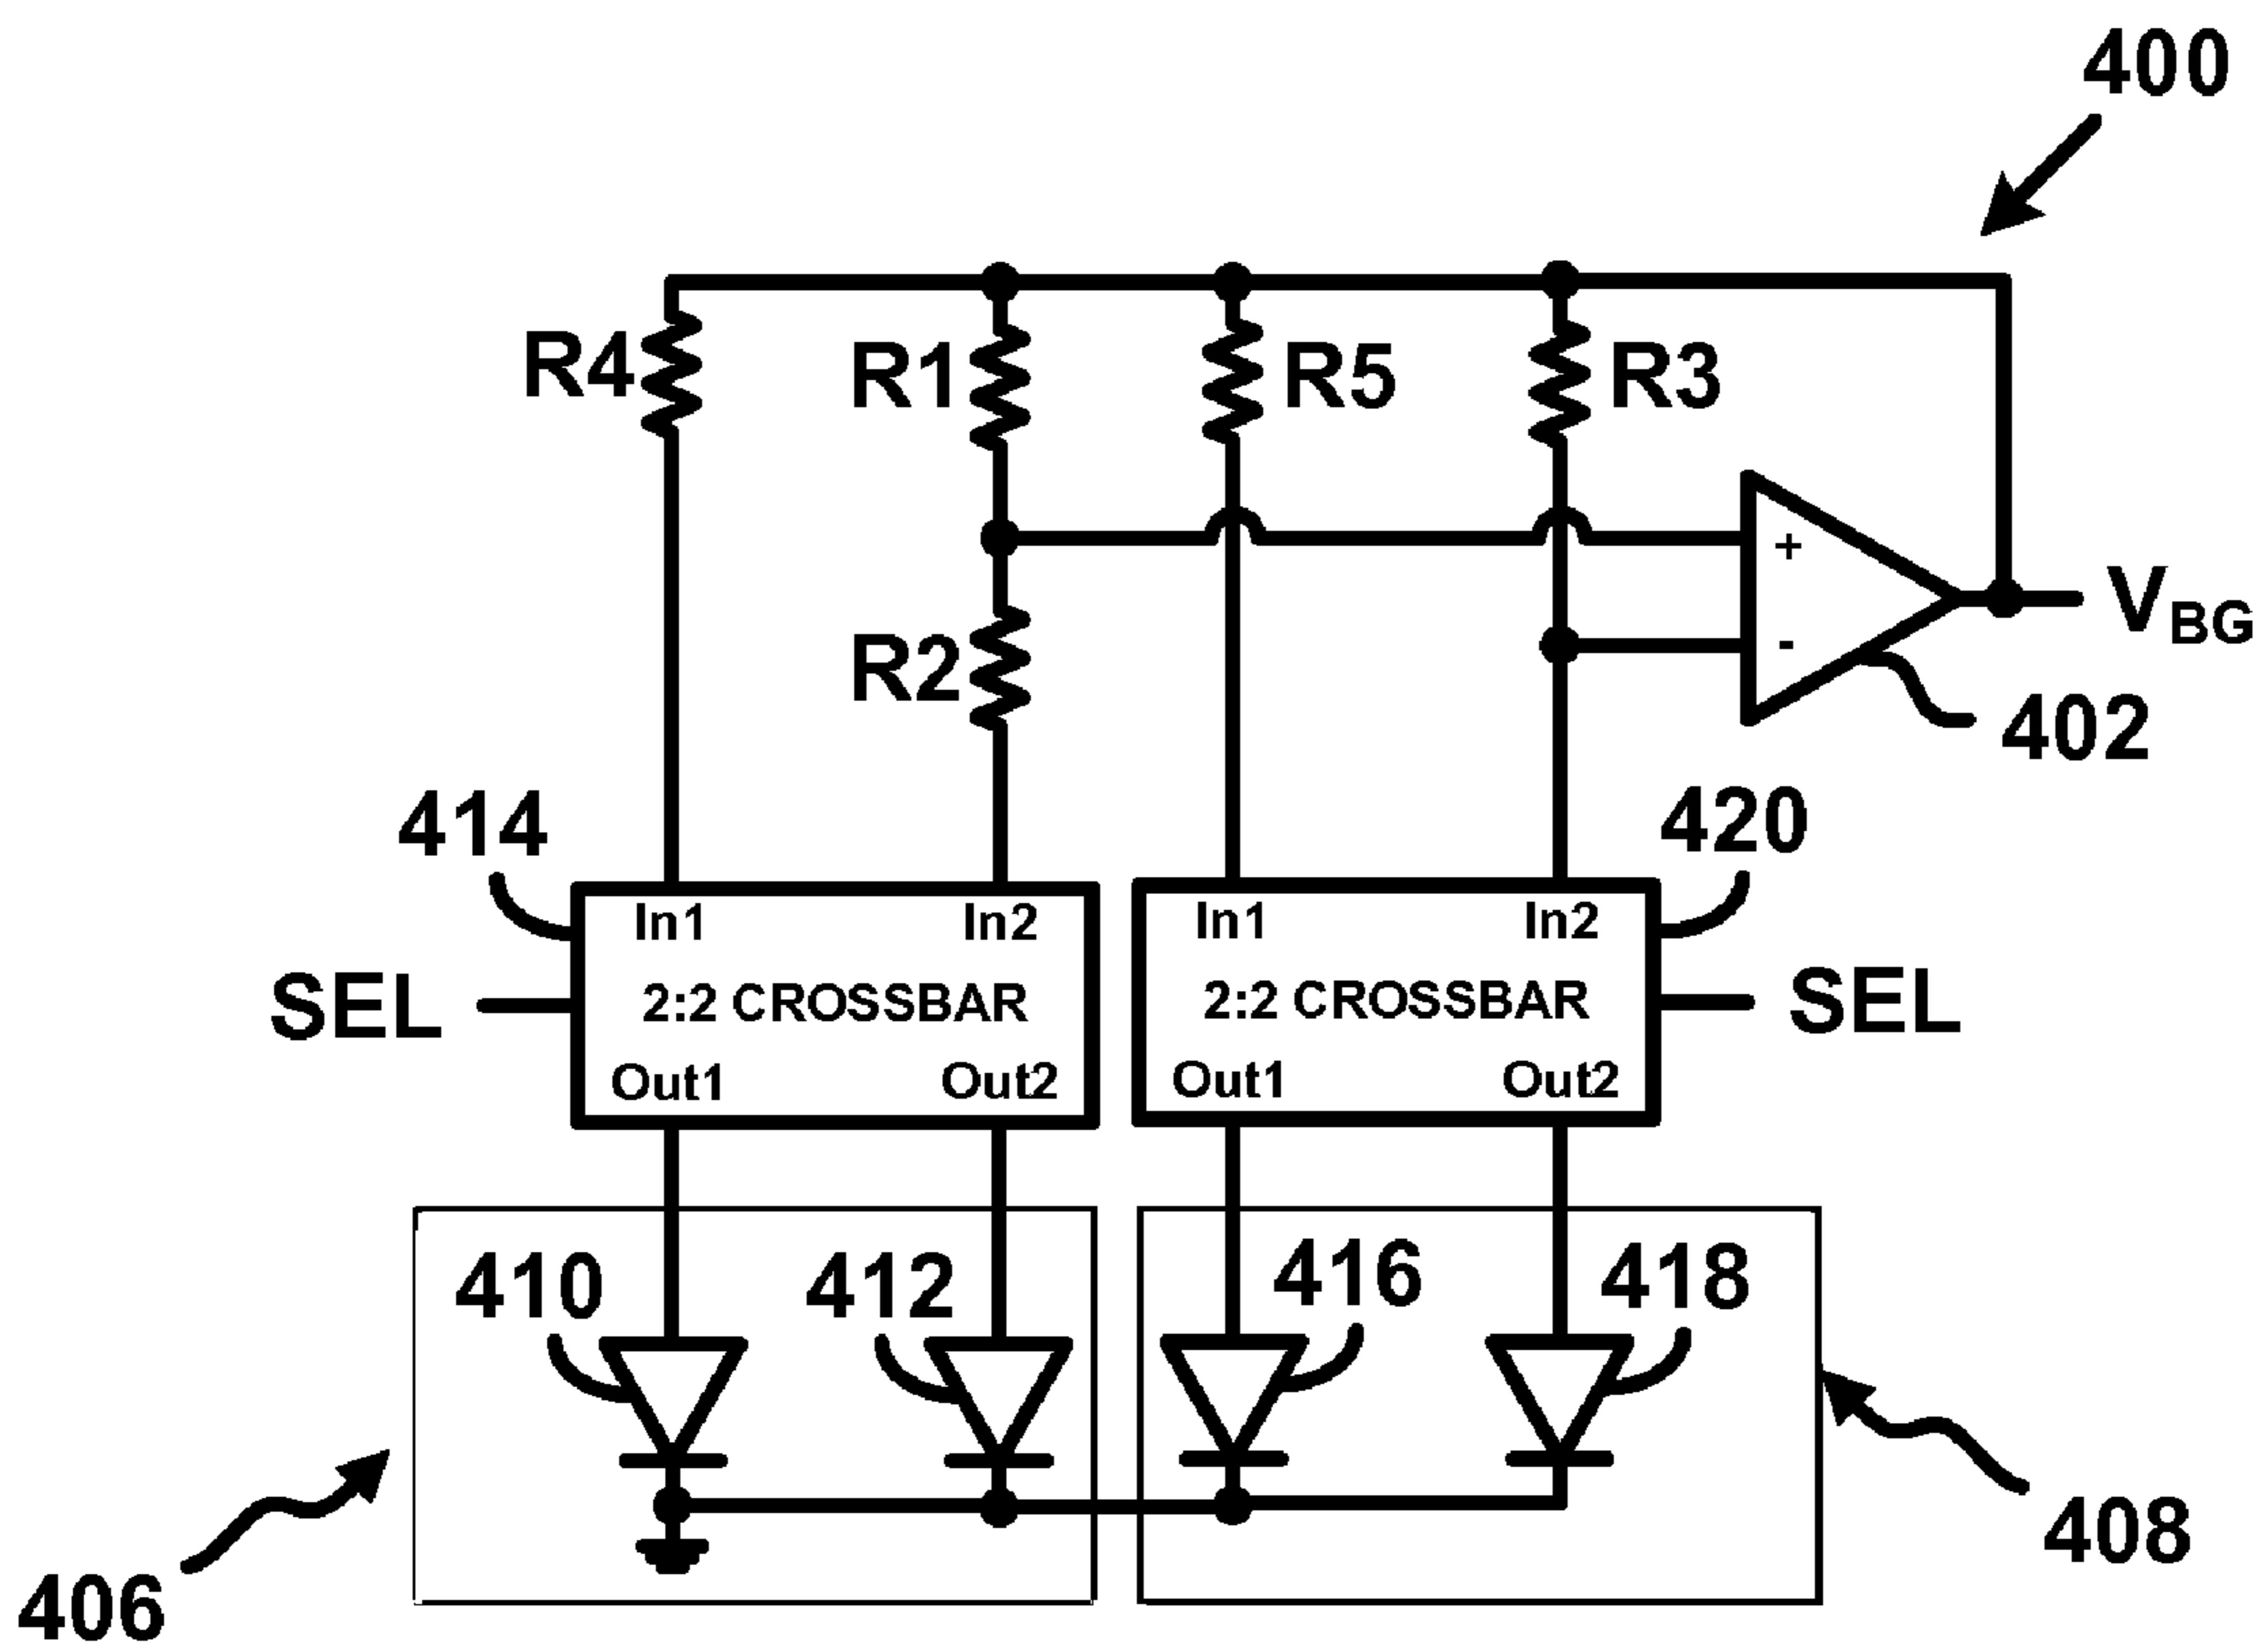 400
R4 R1 R5 R3
+
V_BG
R2
-
402
414 420
In1 In2 In1 In2
SEL 2:2 CROSSBAR 2:2 CROSSBAR SEL
Out1 Out2 Out1 Out2
410 412 416 418
406 408